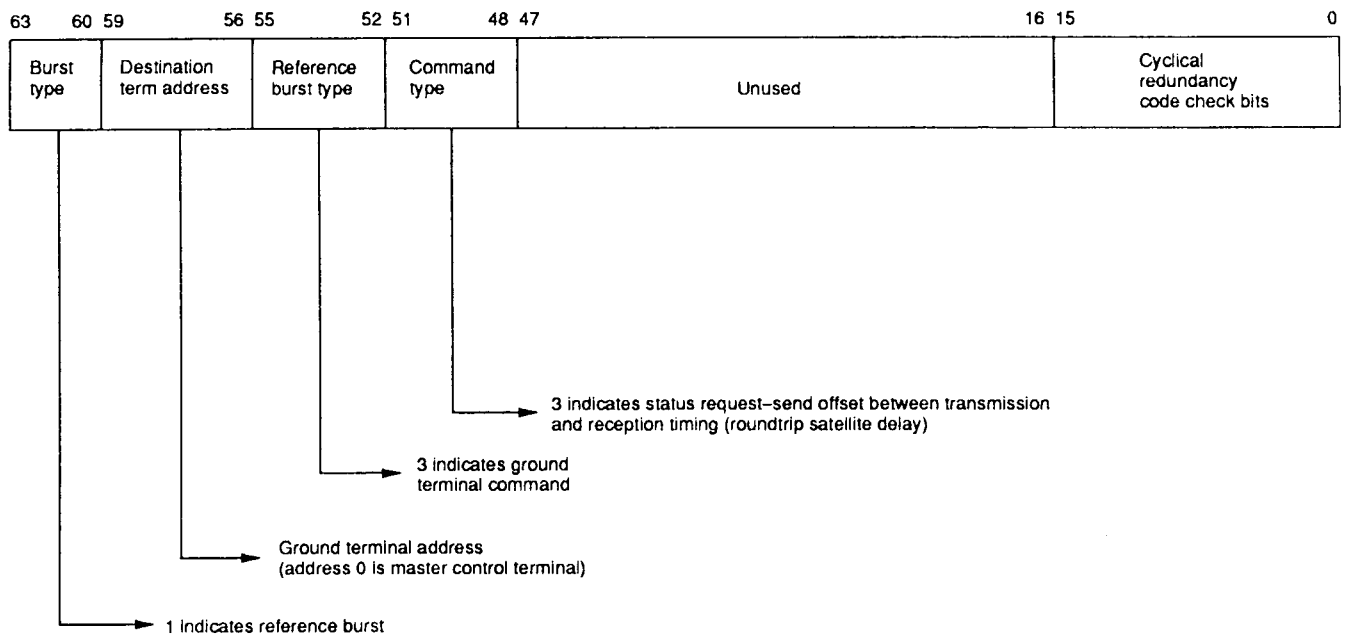 63 60 59 56 55 52 51 48 47 16 15 0
Burst type
Destination term address
Reference burst type
Command type
Unused
Cyclical redundancy code check bits
3 indicates status request–send offset between transmission
and reception timing (roundtrip satellite delay)
3 indicates ground
terminal command
Ground terminal address
(address 0 is master control terminal)
1 indicates reference burst